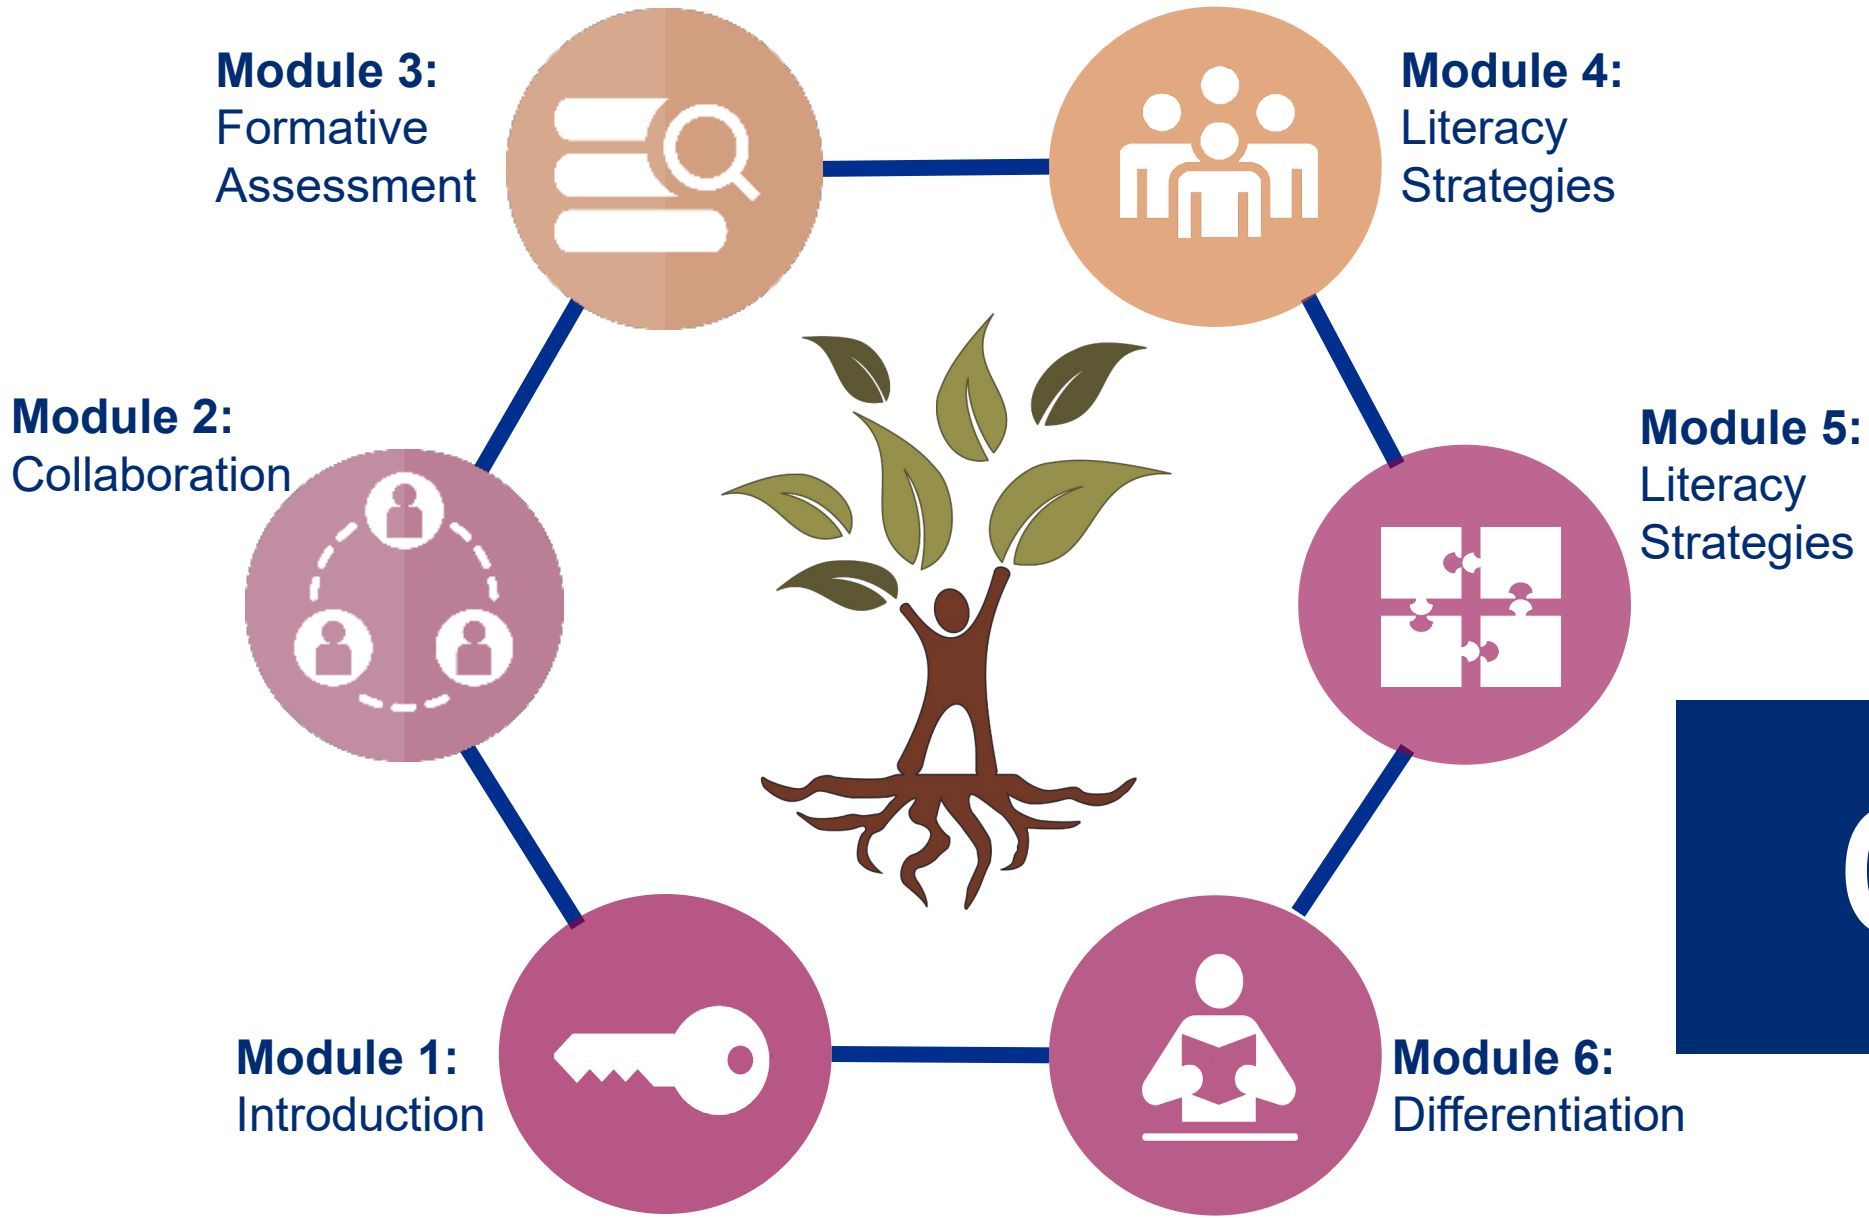 Module 3:
Formative
Assessment
Module 4:
Literacy
Strategies
Module 2:
Collaboration
Module 5:
Literacy
Strategies
Module 1:
Introduction
Module 6:
Differentiation